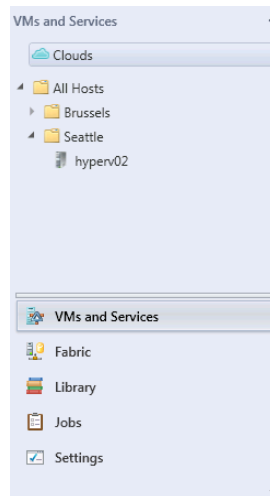 VMs and Services
Clouds
All Hosts
Brussels
Seattle
hyperv02
VMs and Services
Fabric
Library
Jobs
Settings